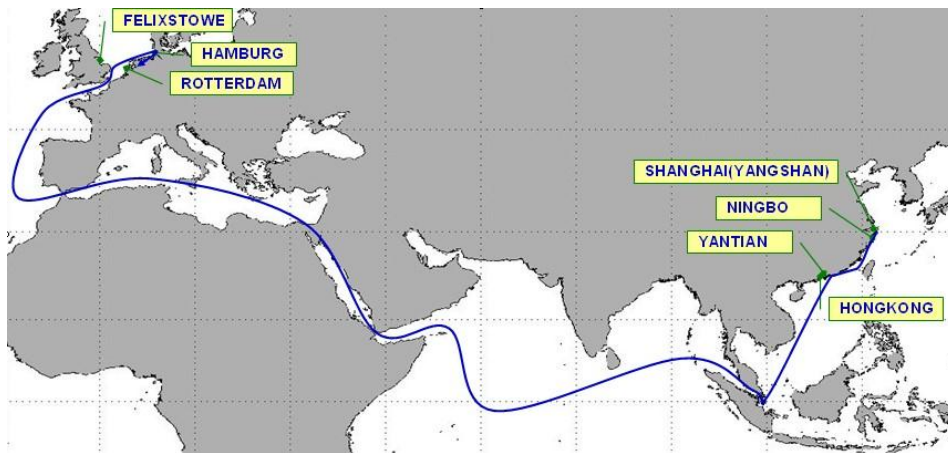 FELIXSTOWE
HAMBURG
ROTTERDAM
SHANGHAI(YANGSHAN)
NINGBO
YANTIAN
HONGKONG